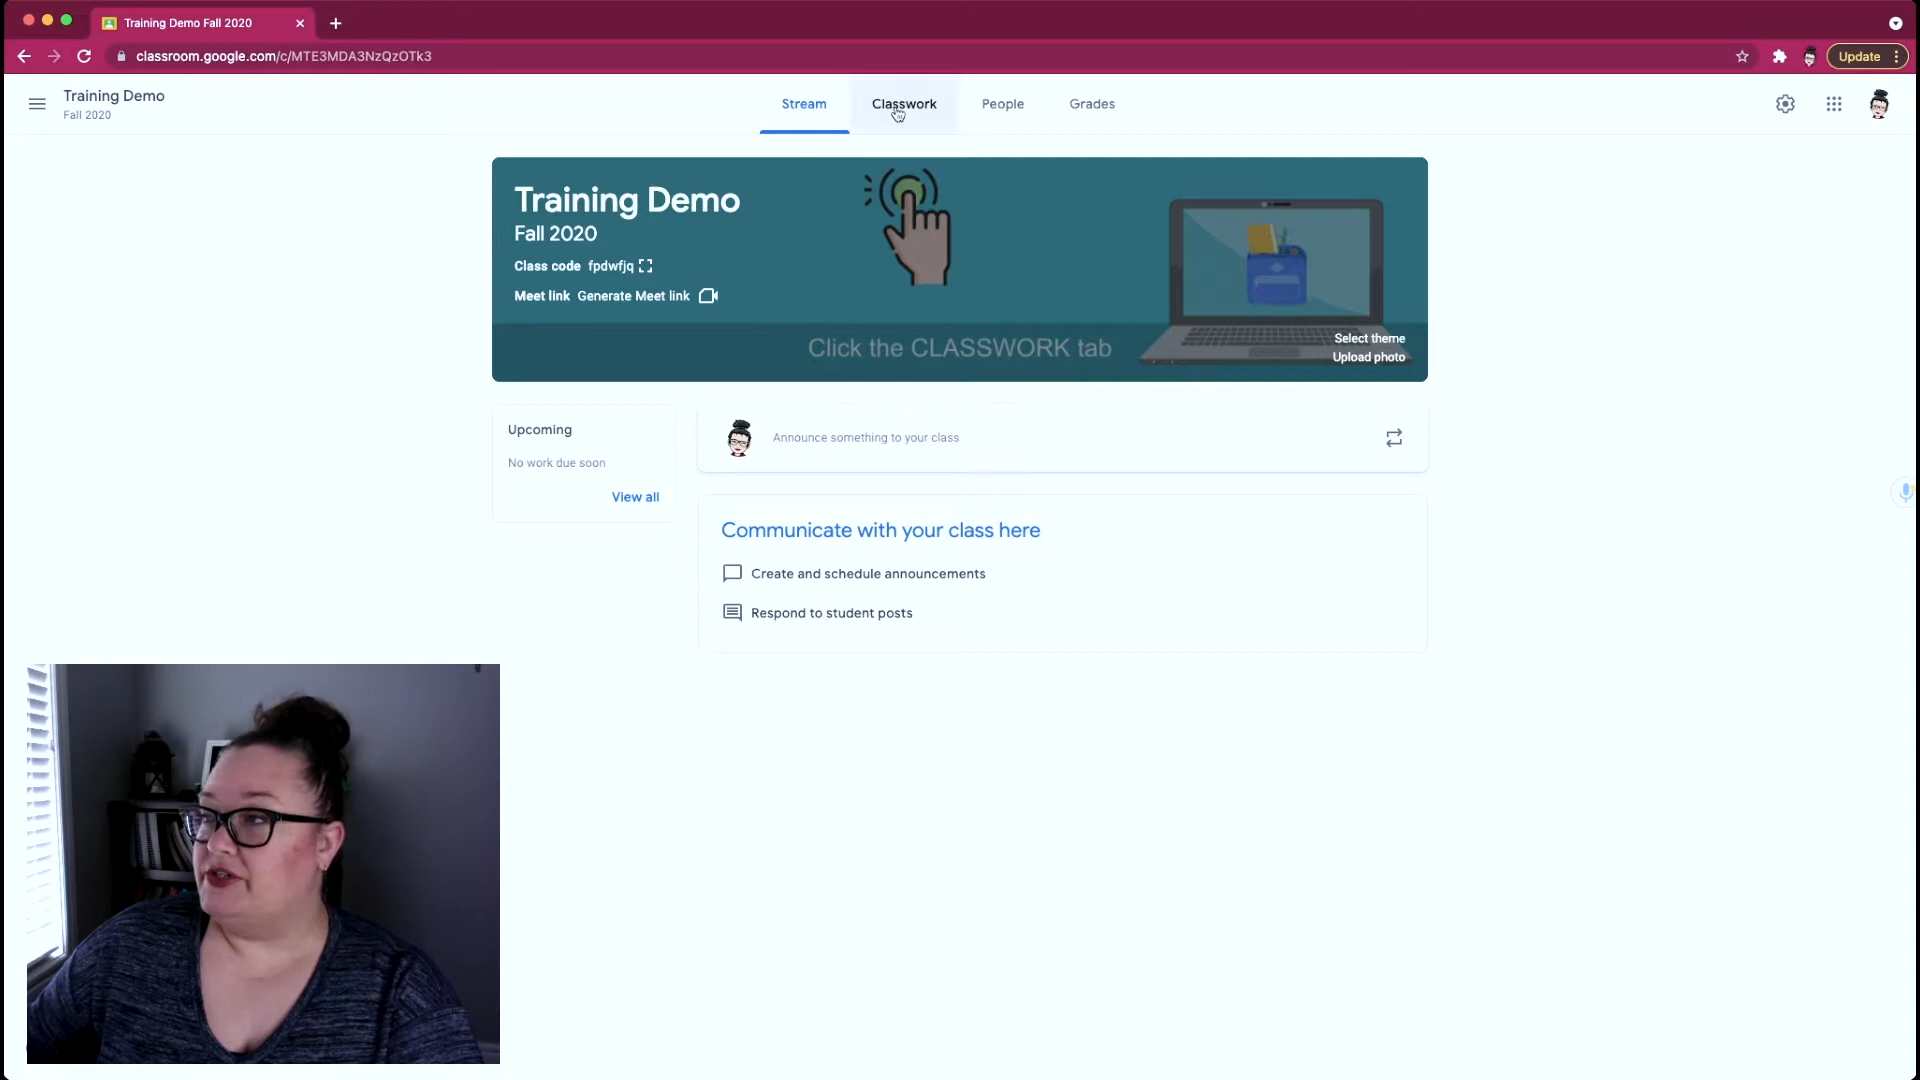 Training Demo Fall 2020
classroom.google.com/c/MTE3MDA3NzQzOTk3
Update
Training Demo
Fall 2020
Stream
Classwork
People
Grades
Training Demo
Fall 2020
Class code fpdwfjq
Meet link Generate Meet link
Click the CLASSWORK tab
Select theme
Upload photo
Upcoming
No work due soon
View all
Announce something to your class
Communicate with your class here
Create and schedule announcements
Respond to student posts